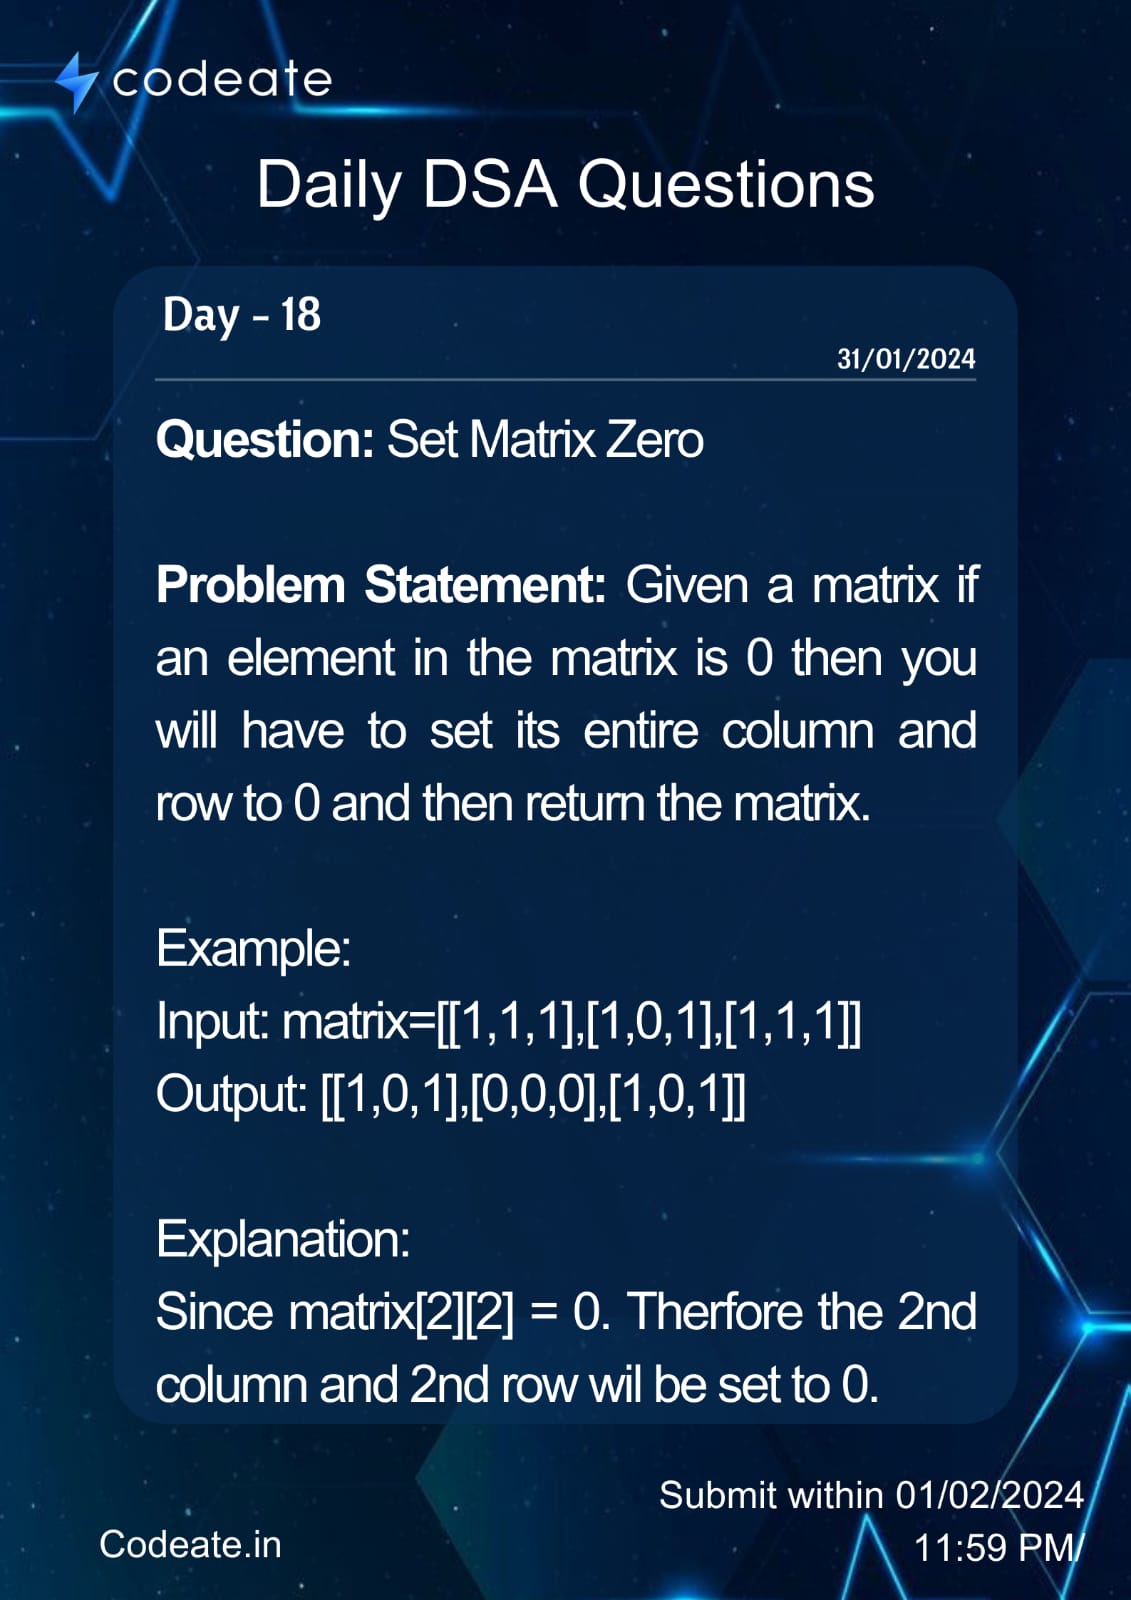 codeate
Daily DSA Questions
Day - 18
31/01/2024
Question: Set Matrix Zero
Problem Statement: Given a matrix if
an element in the matrix is 0 then you
will have to set its entire column and
row to 0 and then return the matrix.
Example:
Input: matrix=[[1,1,1],[1,0,1],[1,1,1]]
Output: [[1,0,1],[0,0,0],[1,0,1]]
Explanation:
Since matrix[2][2] = 0. Therfore the 2nd
column and 2nd row wil be set to 0.
Submit within 01/02/2024
11:59 PM/
Codeate.in